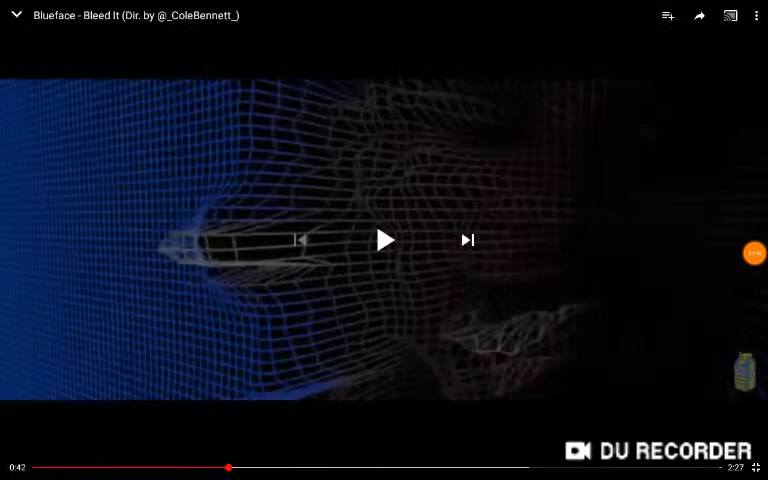 Blueface - Bleed It (Dir. by @_ColeBennett_)
DU RECORDER
0:42
2:27